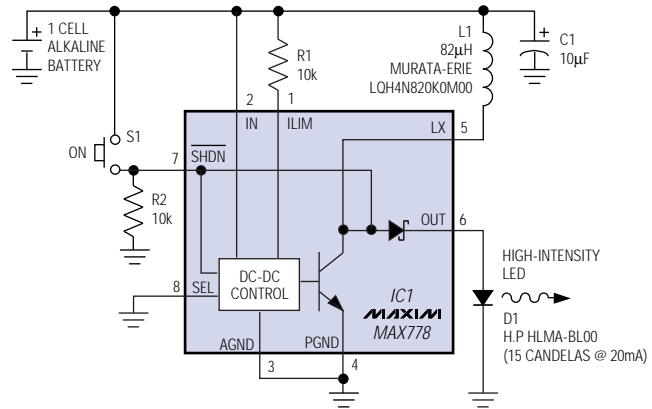 1 CELL
ALKALINE
BATTERY
+
R1
10k
L1
82µH
MURATA-ERIE
LQH4N820K0M00
+
C1
10µF
2
1
IN
ILIM
LX
5
S1
ON
7
SHDN
R2
10k
OUT
6
HIGH-INTENSITY
LED
DC-DC
CONTROL
8
SEL
IC1
MAXIM
MAX778
D1
H.P HLMA-BL00
(15 CANDELAS @ 20mA)
AGND
PGND
3
4